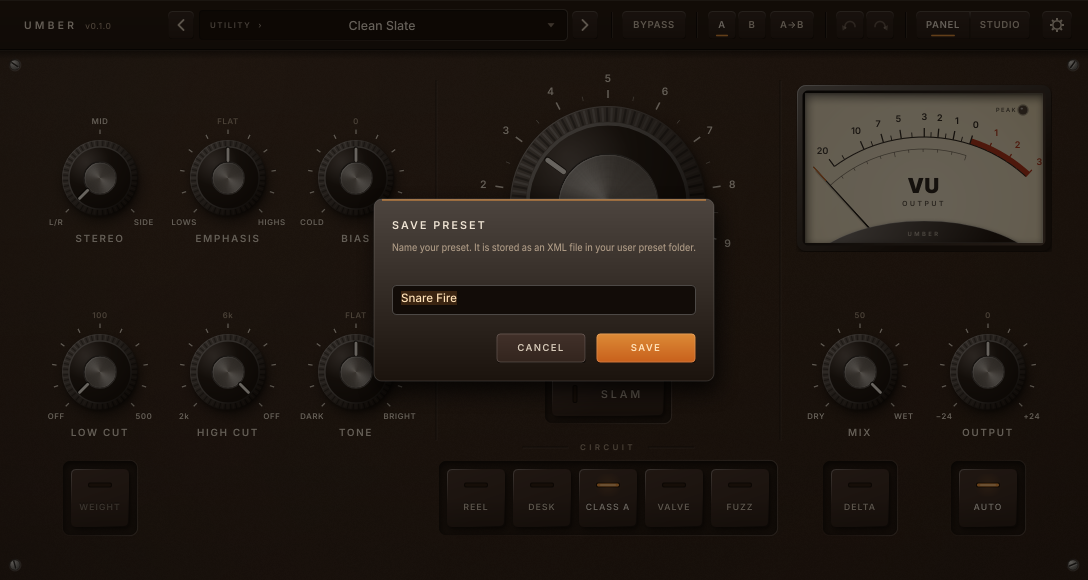 UMBER v0.1.0
UTILITY
Clean Slate
BYPASS
A
B
A→B
PANEL
STUDIO
MID
L/R
SIDE
STEREO
FLAT
LOWS
HIGHS
EMPHASIS
0
COLD
BIAS
2
3
4
5
6
7
8
9
PEAK
20
10
7
5
3
2
1
0
1
2
3
VU
OUTPUT
UMBER
SAVE PRESET
Name your preset. It is stored as an XML file in your user preset folder.
Snare Fire
CANCEL
SAVE
100
OFF
500
LOW CUT
6k
2k
OFF
HIGH CUT
FLAT
DARK
BRIGHT
TONE
SLAM
50
DRY
WET
MIX
0
−24
+24
OUTPUT
CIRCUIT
WEIGHT
REEL
DESK
CLASS A
VALVE
FUZZ
DELTA
AUTO